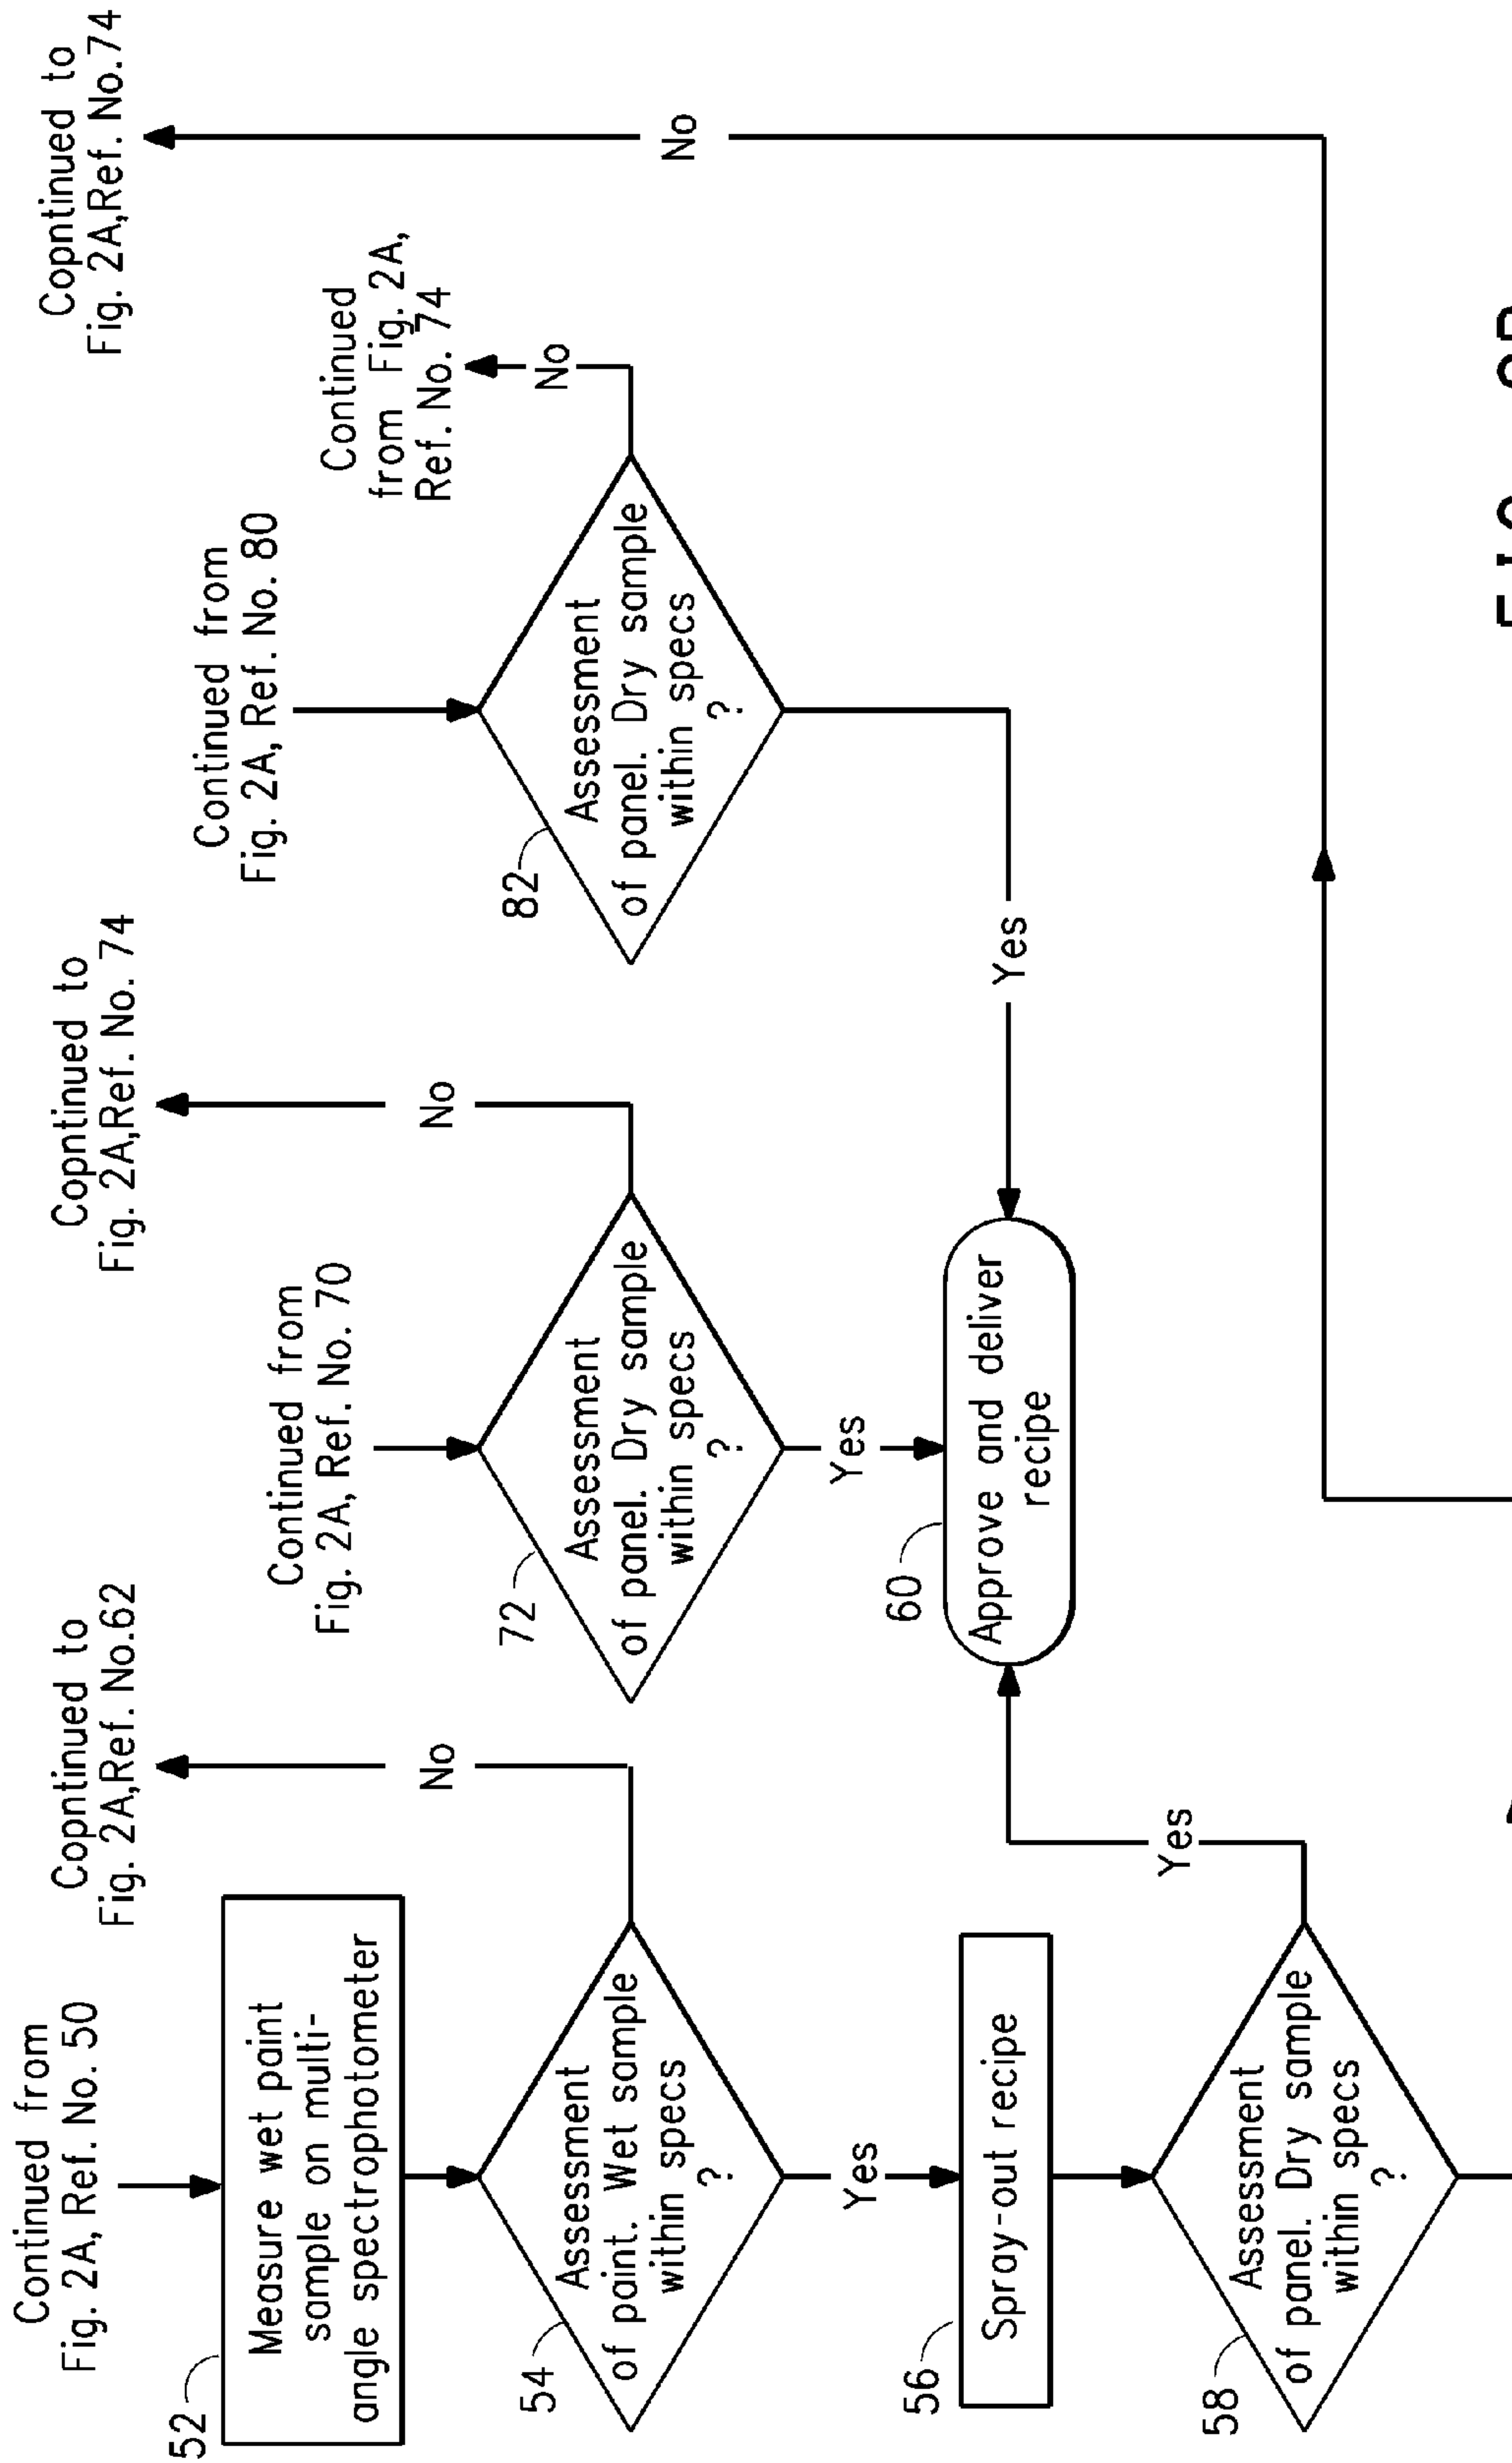 Continued from
Fig. 2A, Ref. No. 50
52
Measure wet paint
sample on multi-
angle spectrophotometer
Copntinued to
Fig. 2A,Ref. No.62
54
Assessment
of paint. Wet sample
within specs
?
No
Yes
56
Spray-out recipe
58
Assessment
of panel. Dry sample
within specs
?
Yes
Continued from
Fig. 2A, Ref. No. 70
Copntinued to
Fig. 2A,Ref. No. 74
72
Assessment
of panel. Dry sample
within specs
?
No
Yes
60
Approve and deliver
recipe
Continued from
Fig. 2A, Ref. No. 80
82
Assessment
of panel. Dry sample
within specs
?
Continued
from Fig. 2A,
Ref. No. 74
No
Yes
Copntinued to
Fig. 2A,Ref. No.74
No